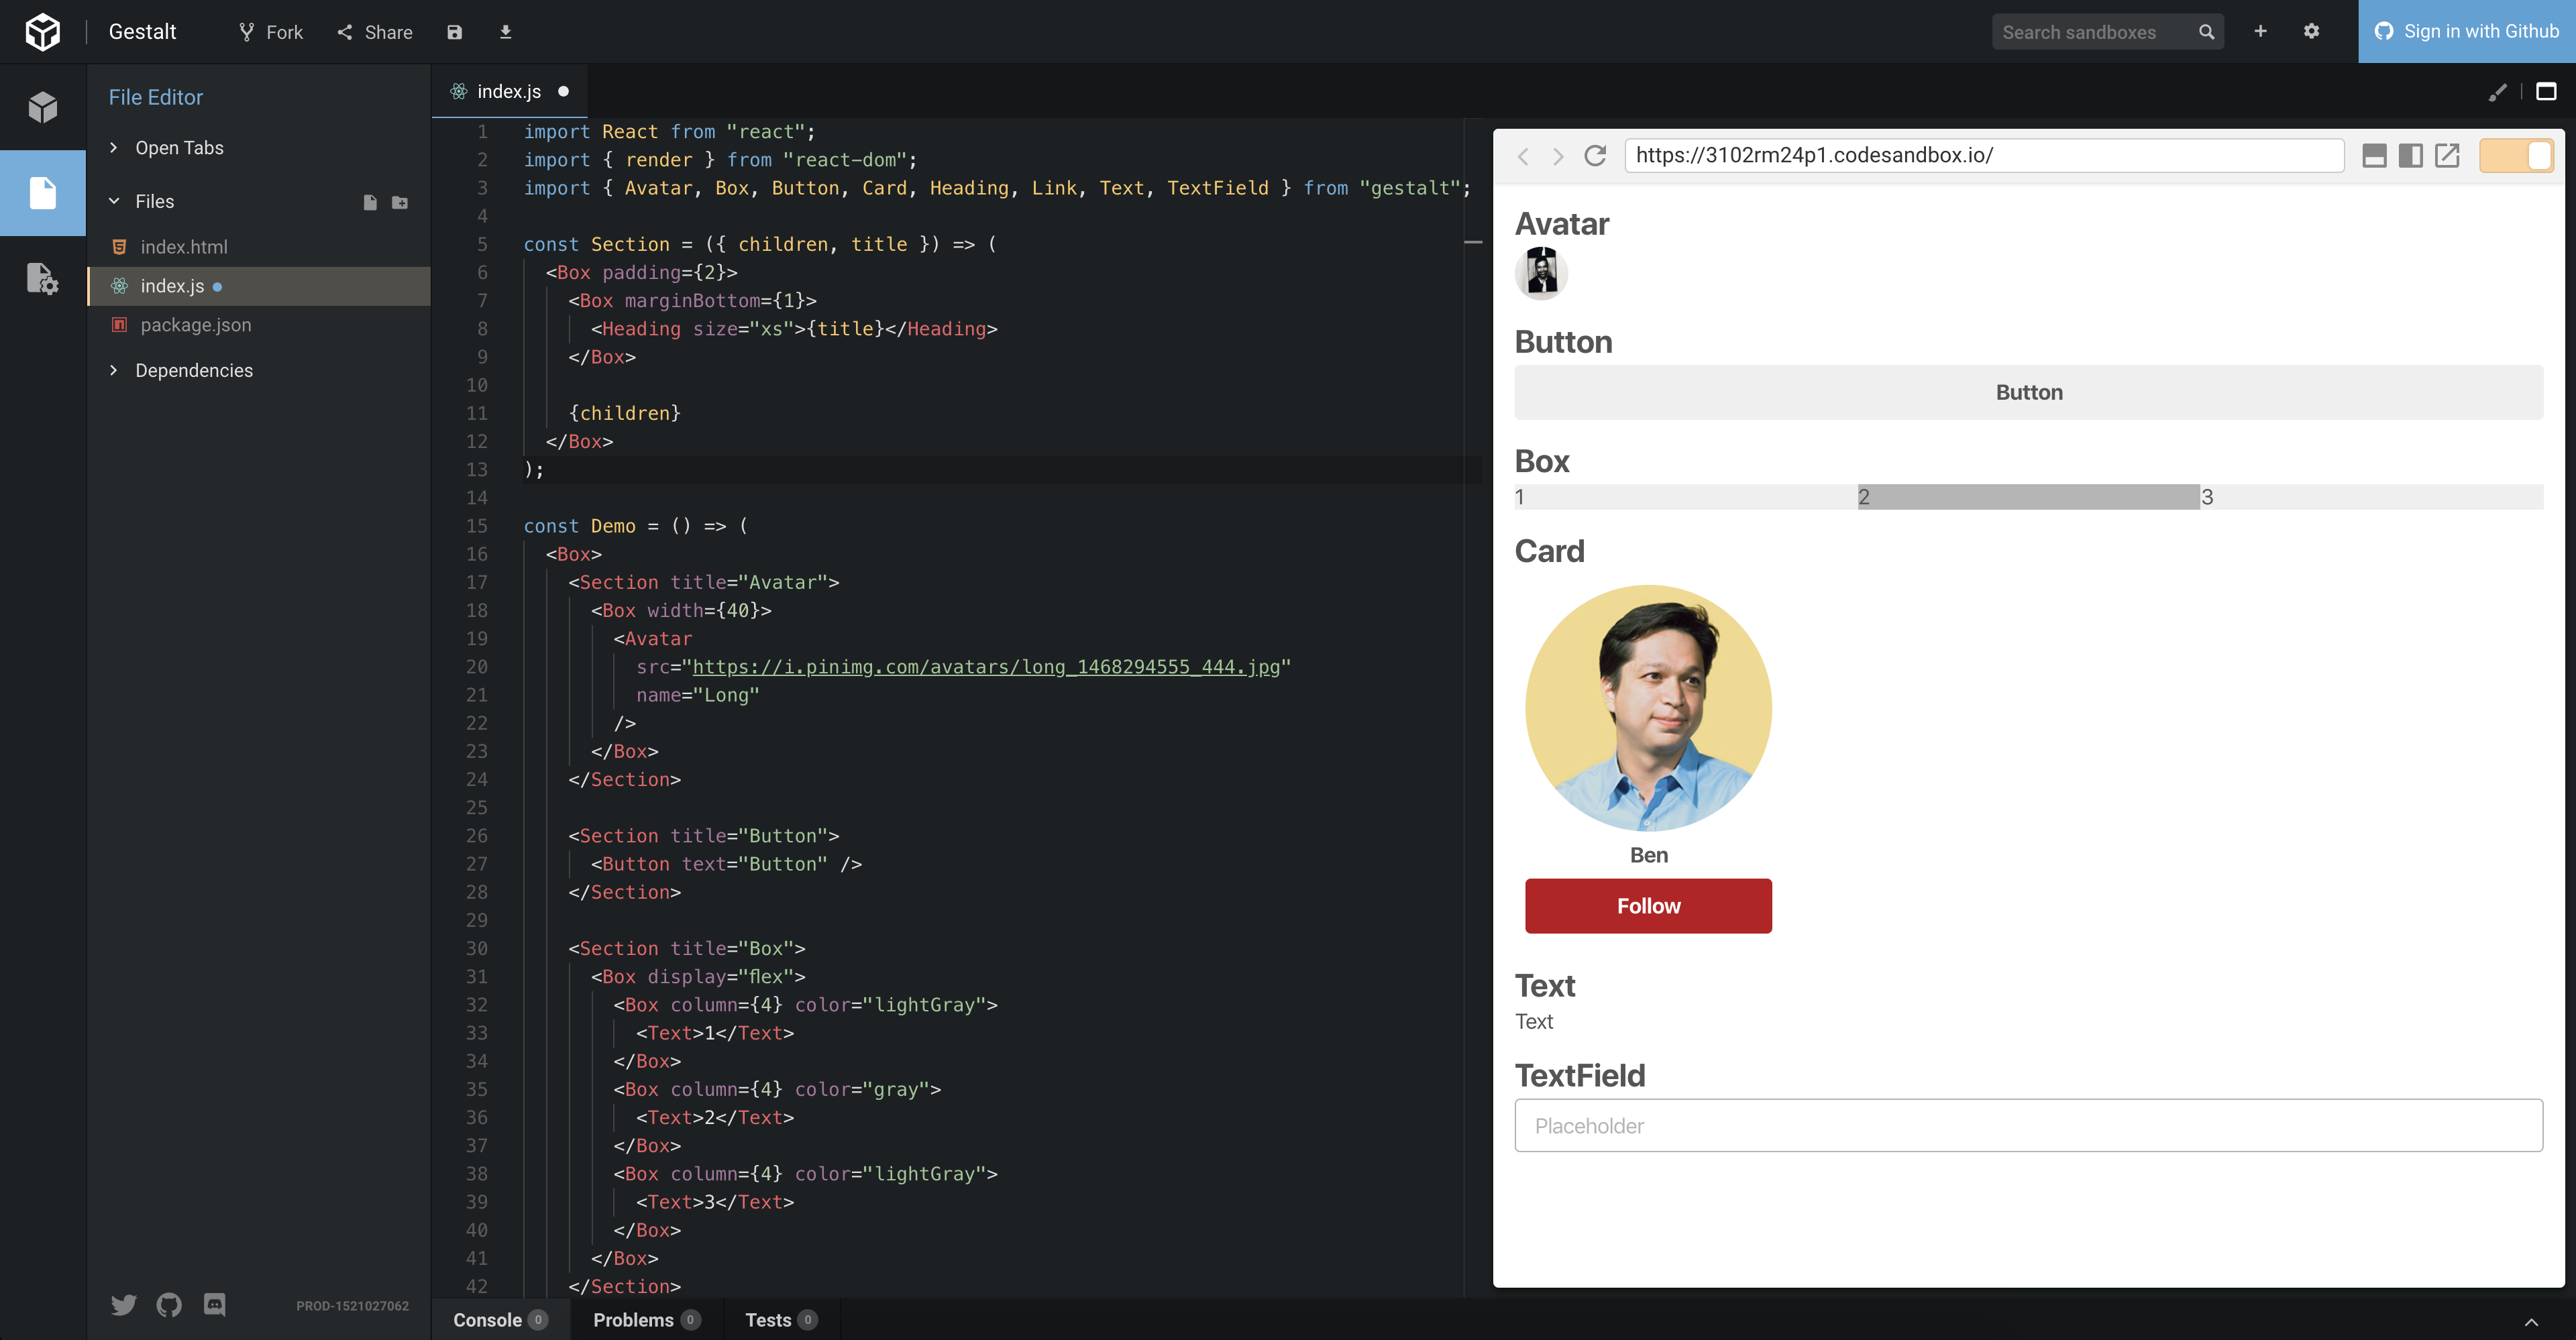 Gestalt
Fork
Share
Search sandboxes
Sign in with Github
File Editor
Open Tabs
Files
index.html
index.js
package.json
Dependencies
PROD-1521027062
index.js
1 import React from "react";
2 import { render } from "react-dom";
3 import { Avatar, Box, Button, Card, Heading, Link, Text, TextField } from "gestalt";
4
5 const Section = ({ children, title }) => (
6 <Box padding={2}>
7 <Box marginBottom={1}>
8 <Heading size="xs">{title}</Heading>
9 </Box>
10
11 {children}
12 </Box>
13 );
14
15 const Demo = () => (
16 <Box>
17 <Section title="Avatar">
18 <Box width={40}>
19 <Avatar
20 src="https://i.pinimg.com/avatars/long_1468294555_444.jpg"
21 name="Long"
22 />
23 </Box>
24 </Section>
25
26 <Section title="Button">
27 <Button text="Button" />
28 </Section>
29
30 <Section title="Box">
31 <Box display="flex">
32 <Box column={4} color="lightGray">
33 <Text>1</Text>
34 </Box>
35 <Box column={4} color="gray">
36 <Text>2</Text>
37 </Box>
38 <Box column={4} color="lightGray">
39 <Text>3</Text>
40 </Box>
41 </Box>
42 </Section>
Console 0
Problems 0
Tests 0
https://3102rm24p1.codesandbox.io/
Avatar
Button
Button
Box
1 2 3
Card
Ben
Follow
Text
Text
TextField
Placeholder